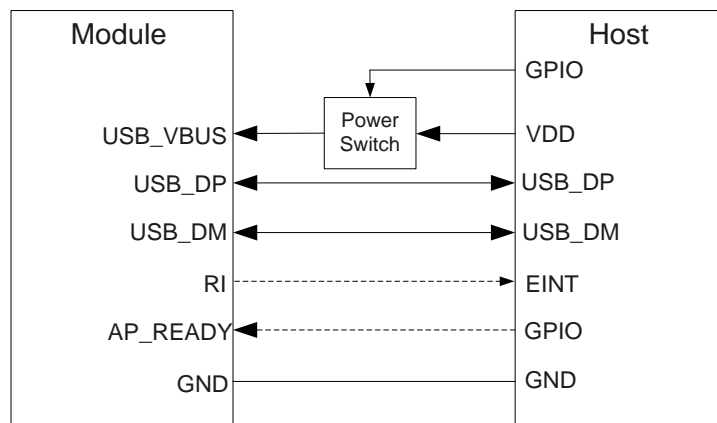 Module
Host
GPIO
Power
Switch
USB_VBUS
VDD
USB_DP
USB_DP
USB_DM
USB_DM
RI
EINT
AP_READY
GPIO
GND
GND